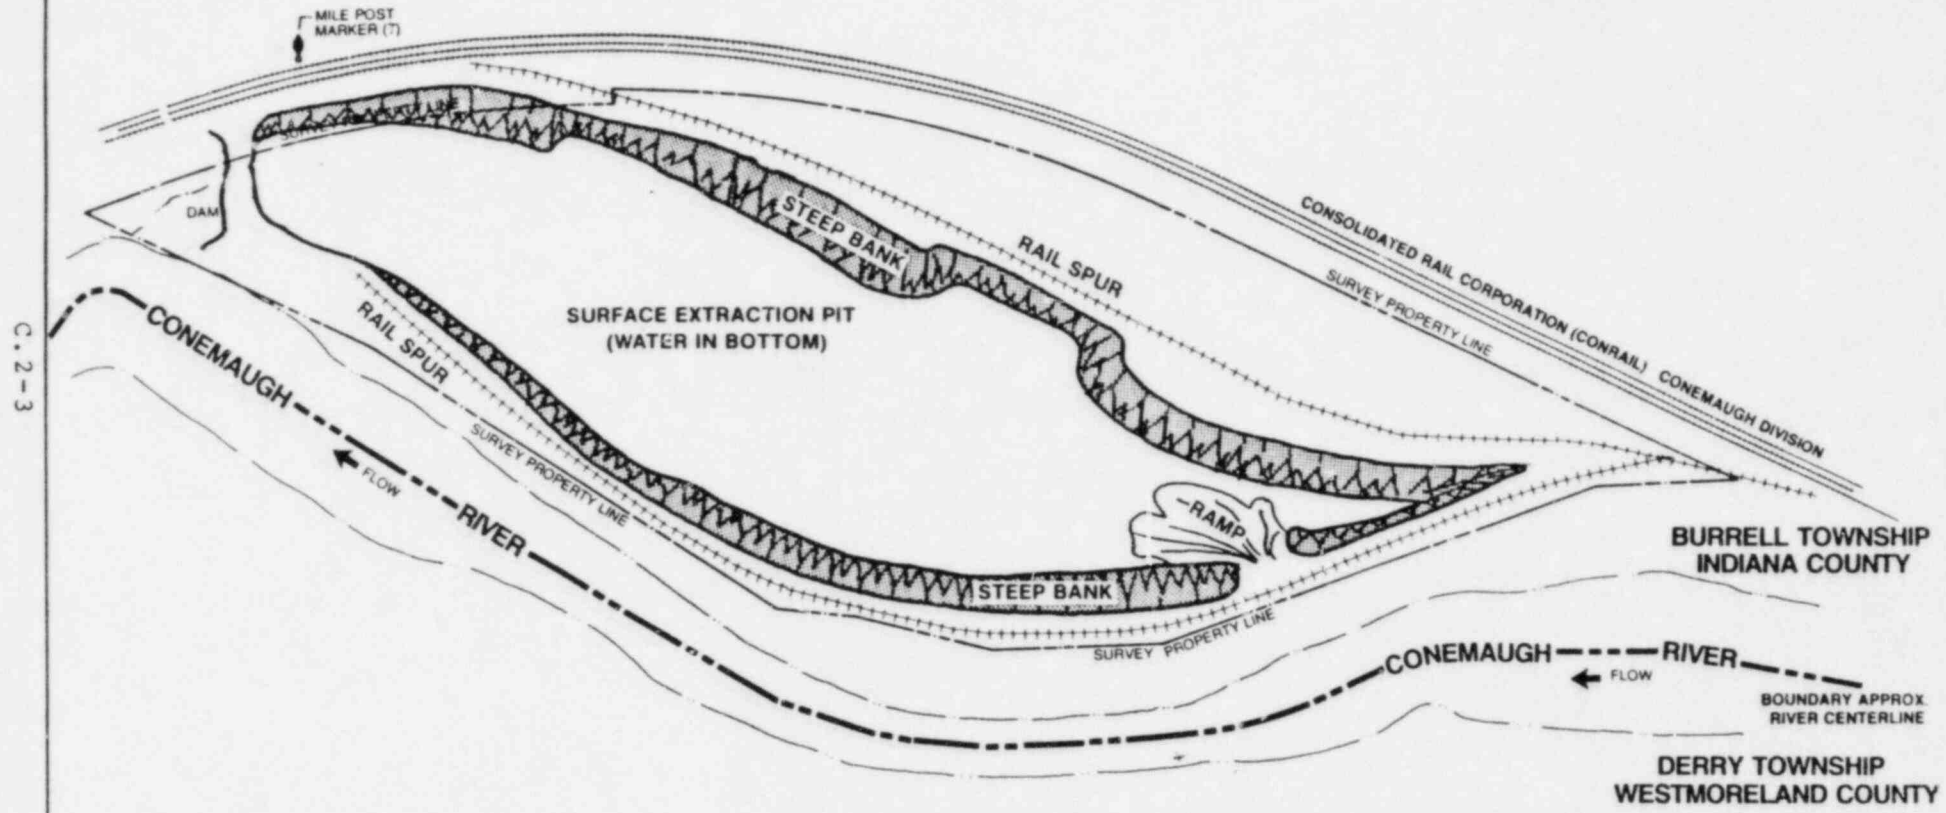 MILE POST
MARKER (7)
DAM
STEEP BANK
RAIL SPUR
CONSOLIDATED RAIL CORPORATION (CONRAIL) CONEMAUGH DIVISION
SURVEY PROPERTY LINE
SURFACE EXTRACTION PIT
(WATER IN BOTTOM)
RAIL SPUR
CONEMAUGH RIVER
FLOW
SURVEY PROPERTY LINE
C.2-3
RAMP
STEEP BANK
SURVEY PROPERTY LINE
BURRELL TOWNSHIP
INDIANA COUNTY
CONEMAUGH RIVER
FLOW
BOUNDARY APPROX.
RIVER CENTERLINE
DERRY TOWNSHIP
WESTMORELAND COUNTY